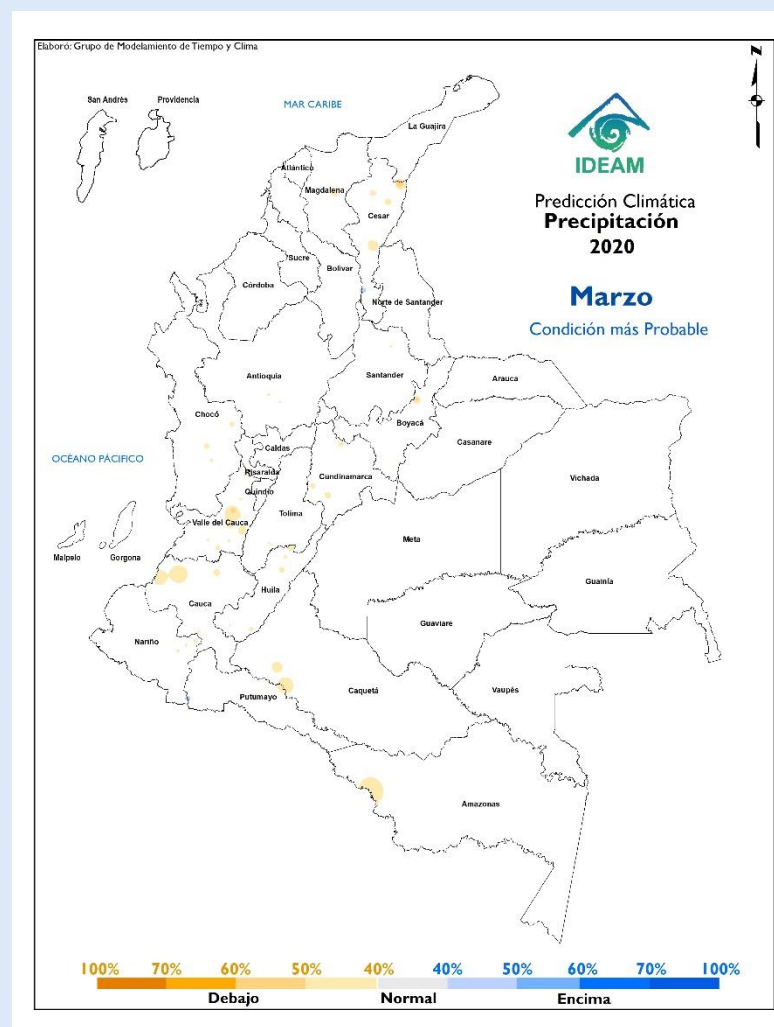 Elaboró: Grupo de Modelamiento de Tiempo y Clima
N
San Andrés
Providencia
MAR CARIBE
La Guajira
IDEAM
Atlántico
Magdalena
Cesar
Predicción Climática
Precipitación
2020
Sucre
Bolívar
Córdoba
Norte de Santander
Marzo
Condición más Probable
Antioquia
Santander
Arauca
Chocó
Boyacá
Casanare
Caldas
OCÉANO PÁCIFICO
Risaralda
Cundinamarca
Vichada
Quindío
Tolima
Valle del Cauca
Meta
Malpelo
Gorgona
Guainía
Huila
Cauca
Guaviare
Nariño
Caquetá
Vaupés
Putumayo
Amazonas
100% 70% 60% 50% 40% 40% 50% 60% 70% 100%
Debajo Normal Encima